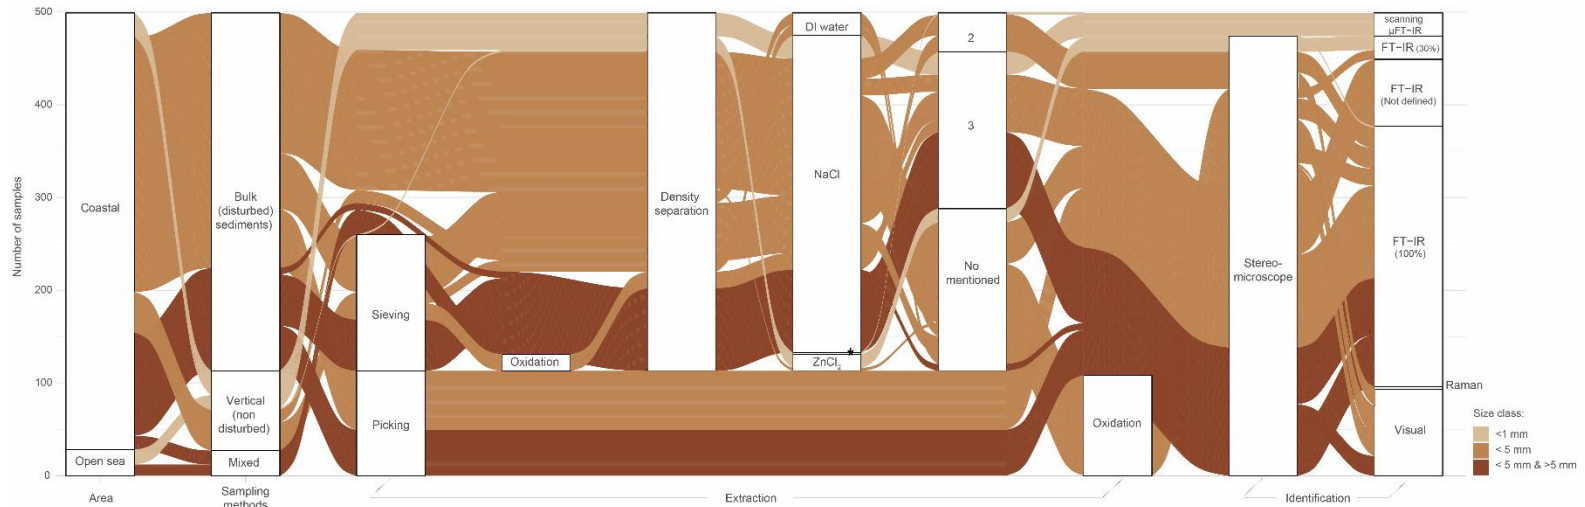 Number of samples
500
400
300
200
100
0
Coastal
Open sea
Area
Bulk
(disturbed)
sediments)
Vertical
(non
disturbed)
Mixed
Sampling
methods
Sieving
Picking
Oxidation
Density
separation
DI water
NaCl
*
ZnCl₂
2
3
No
mentioned
Oxidation
Extraction
Stereo-
microscope
scanning
µFT-IR
FT-IR (30%)
FT-IR
(Not defined)
FT-IR
(100%)
Raman
Visual
Identification
Size class:
<1 mm
< 5 mm
< 5 mm & >5 mm